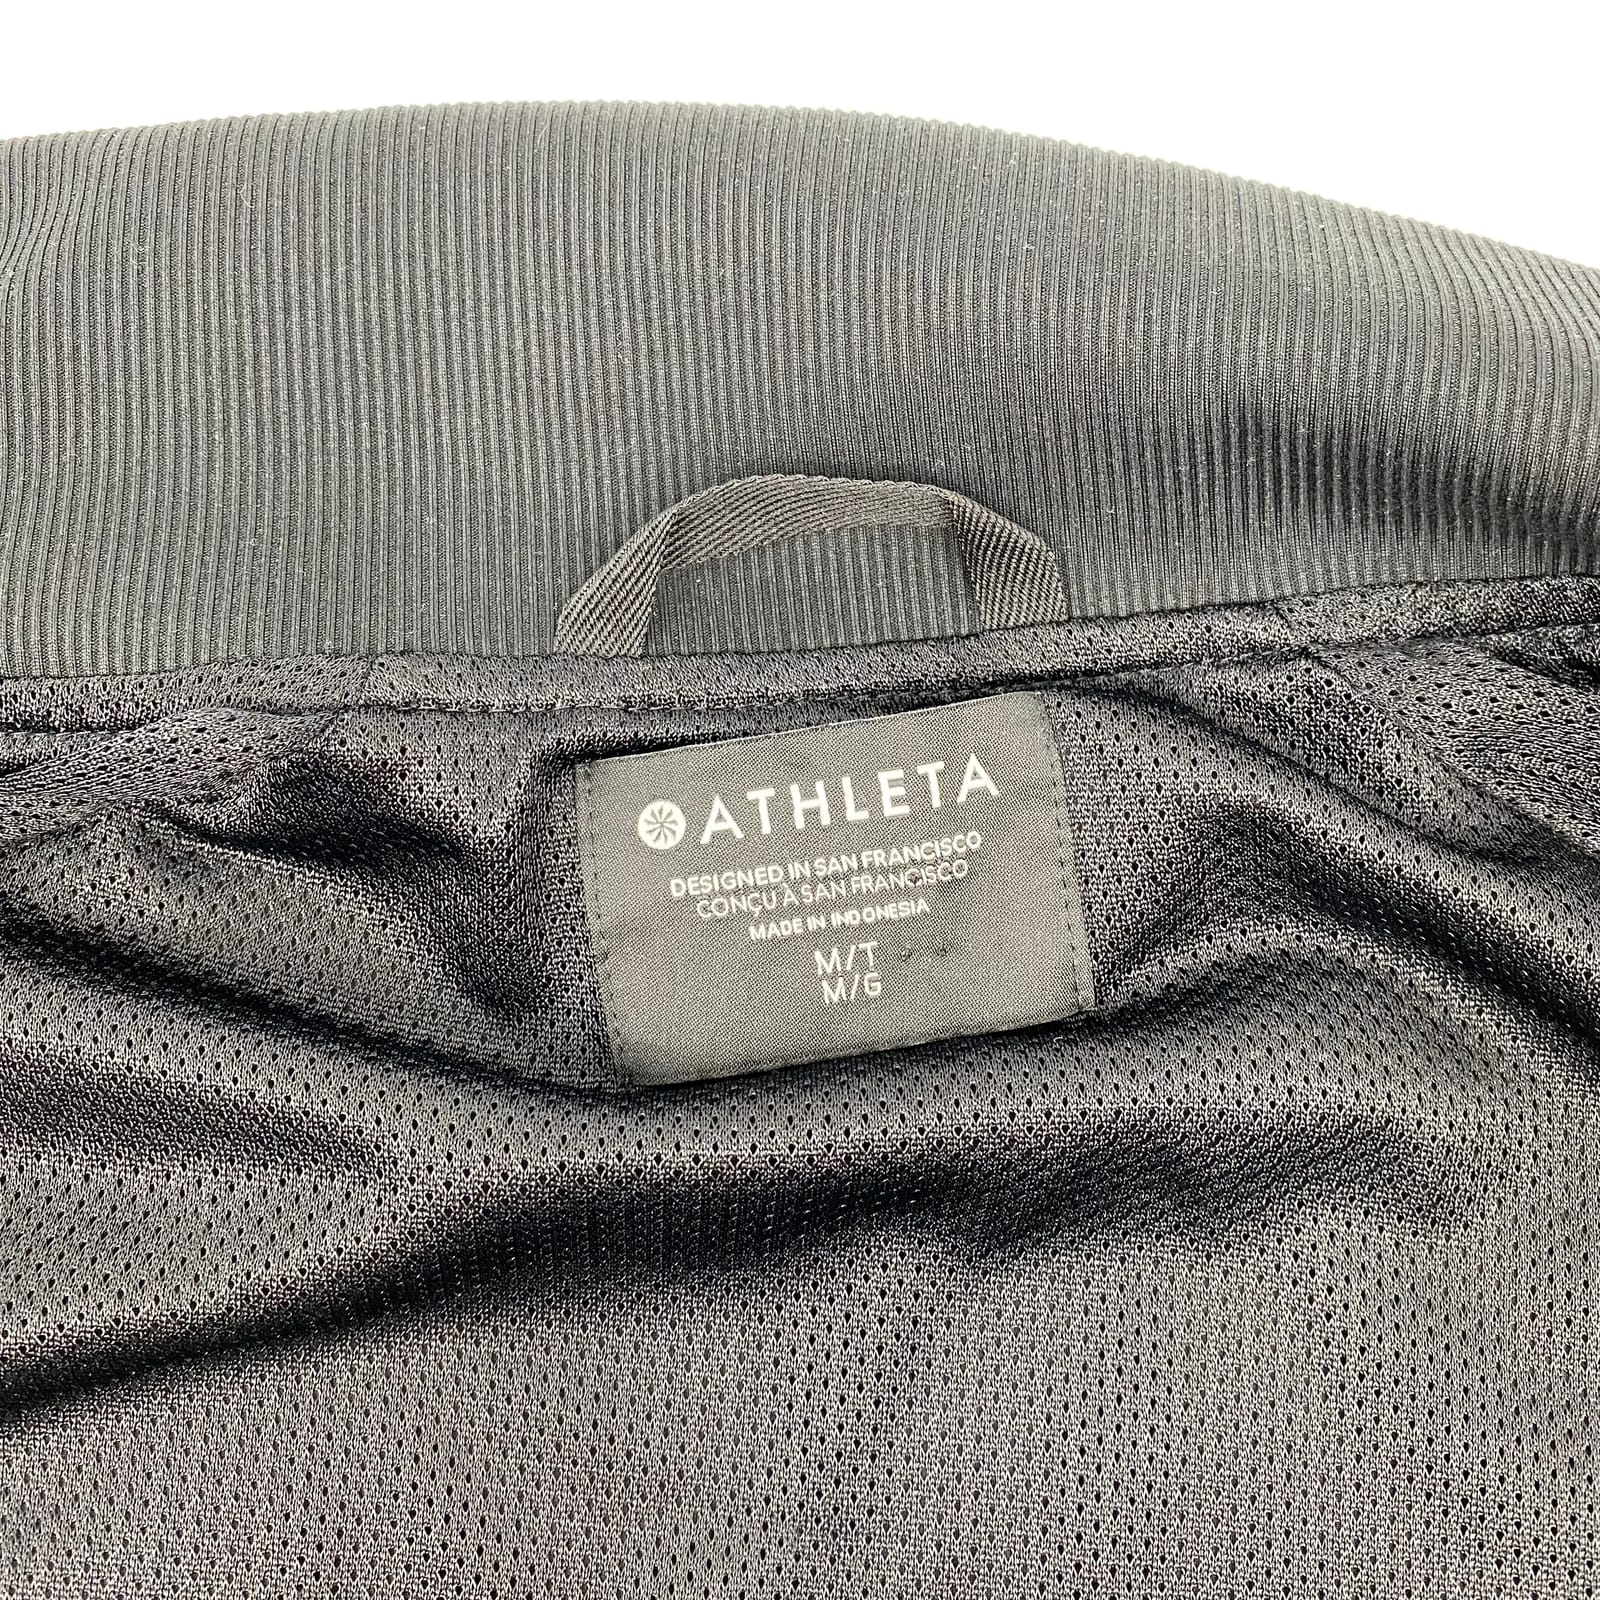 ATHLETA
DESIGNED IN SAN FRANCISCO
CONÇU À SAN FRANCISCO
MADE IN INDONESIA
M/T
M/G